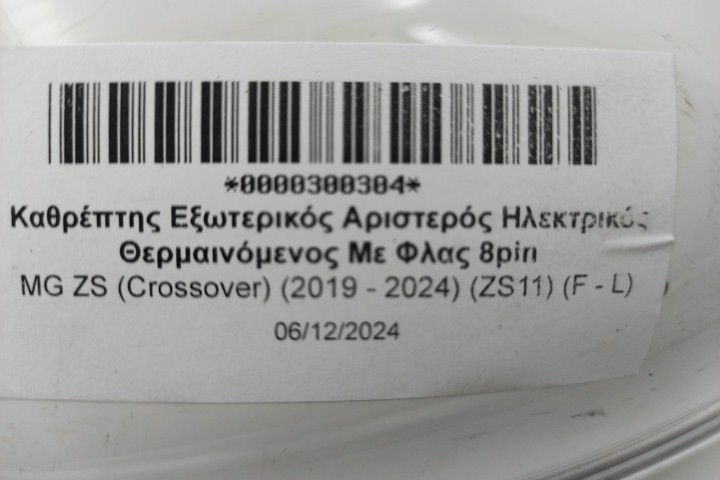 *0000300304*
Καθρέπτης Εξωτερικός Αριστερός Ηλεκτρικός
Θερμαινόμενος Με Φλας 8pin
MG ZS (Crossover) (2019 - 2024) (ZS11) (F - L)
06/12/2024